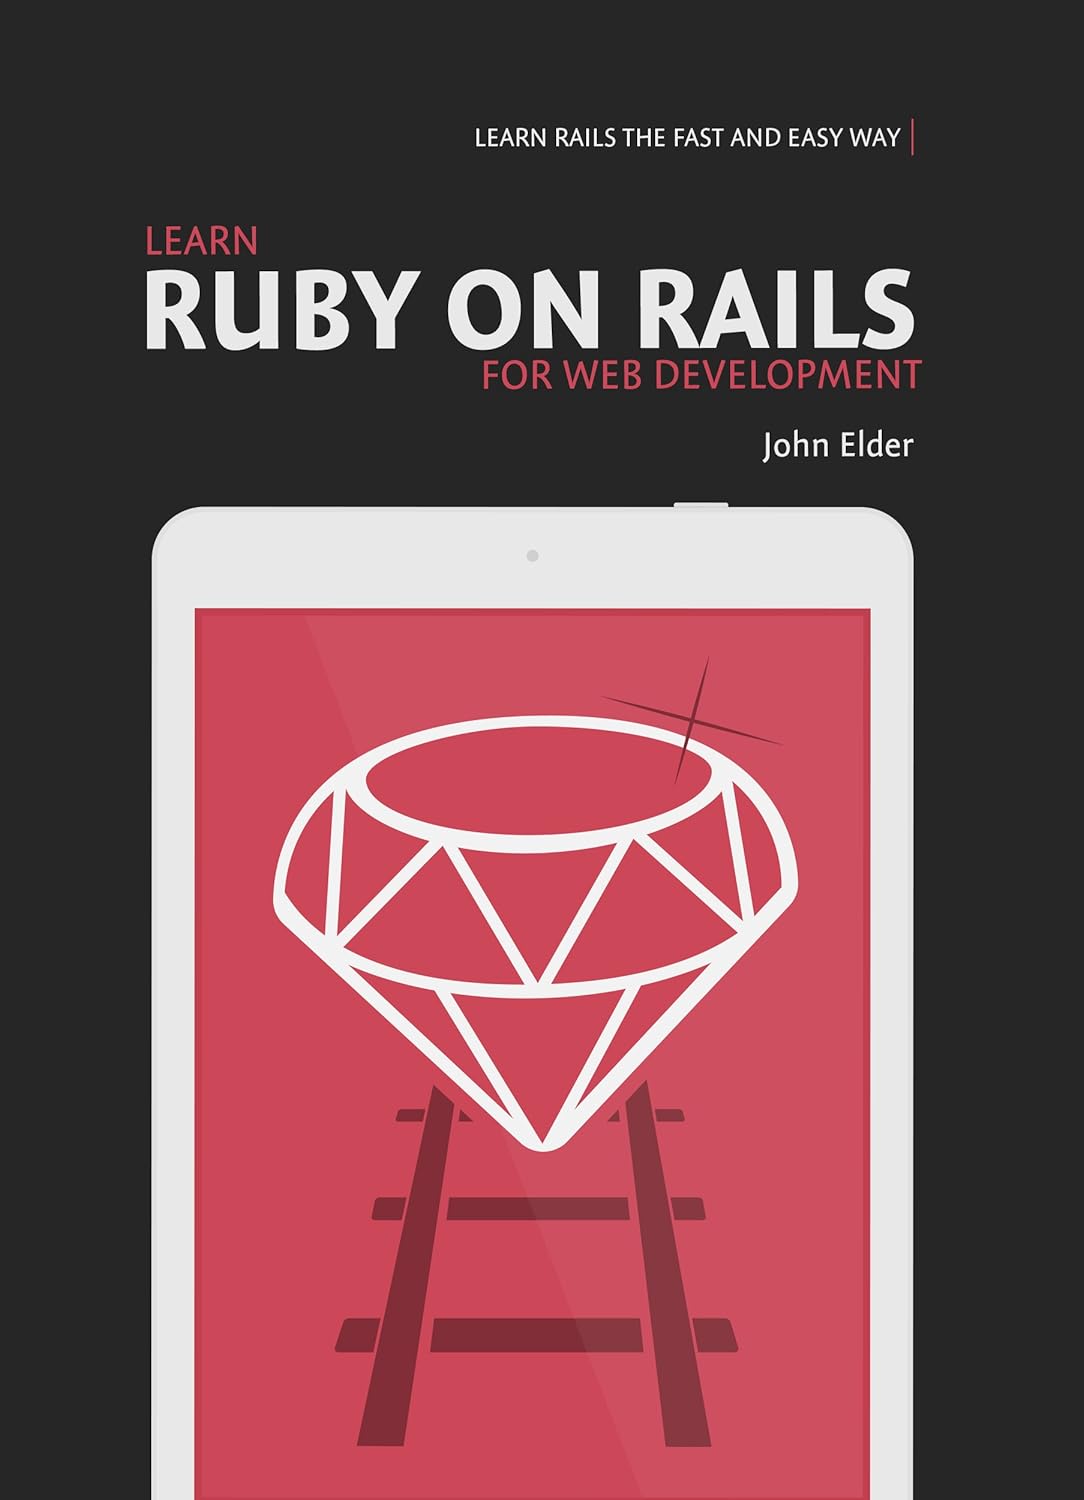 LEARN RAILS THE FAST AND EASY WAY
LEARN
RUBY ON RAILS
FOR WEB DEVELOPMENT
John Elder